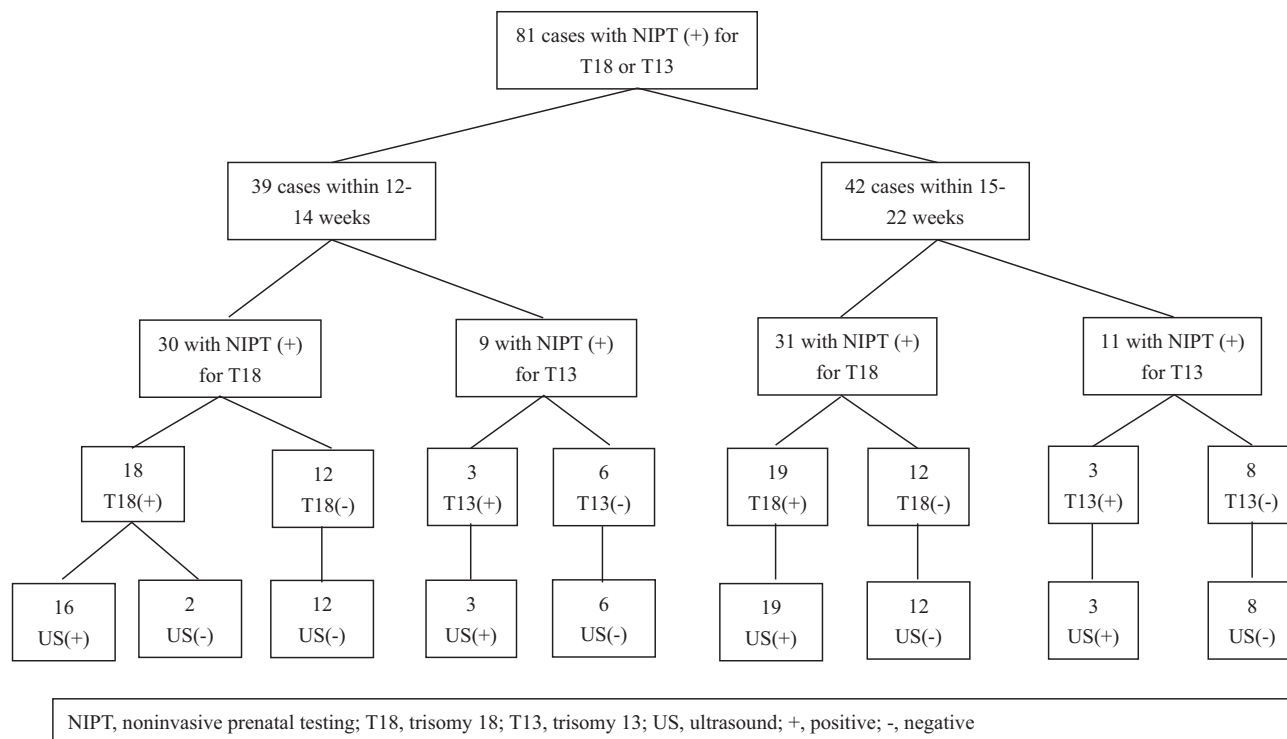 81 cases with NIPT (+) for
T18 or T13
39 cases within 12-
14 weeks
42 cases within 15-
22 weeks
30 with NIPT (+)
for T18
9 with NIPT (+)
for T13
31 with NIPT (+)
for T18
11 with NIPT (+)
for T13
18
T18(+)
12
T18(-)
3
T13(+)
6
T13(-)
19
T18(+)
12
T18(-)
3
T13(+)
8
T13(-)
16
US(+)
2
US(-)
12
US(-)
3
US(+)
6
US(-)
19
US(+)
12
US(-)
3
US(+)
8
US(-)
NIPT, noninvasive prenatal testing; T18, trisomy 18; T13, trisomy 13; US, ultrasound; +, positive; -, negative